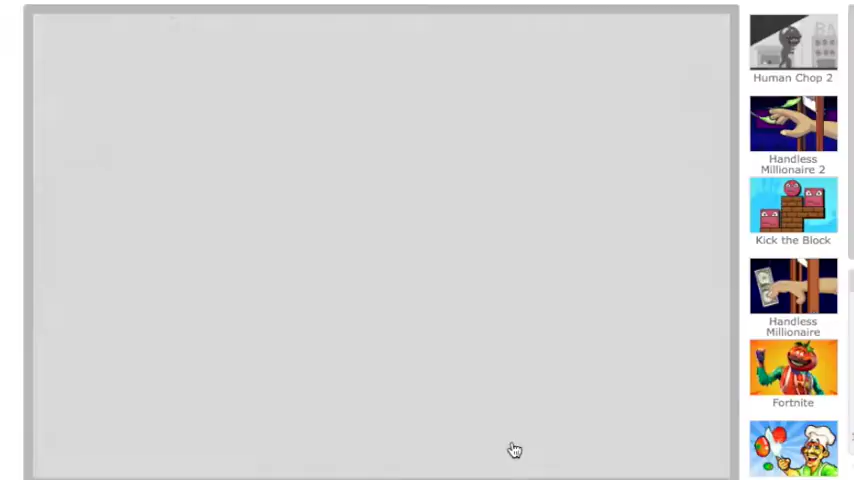 Human Chop 2
Handless
Millionaire 2
Kick the Block
Handless
Millionaire
Fortnite